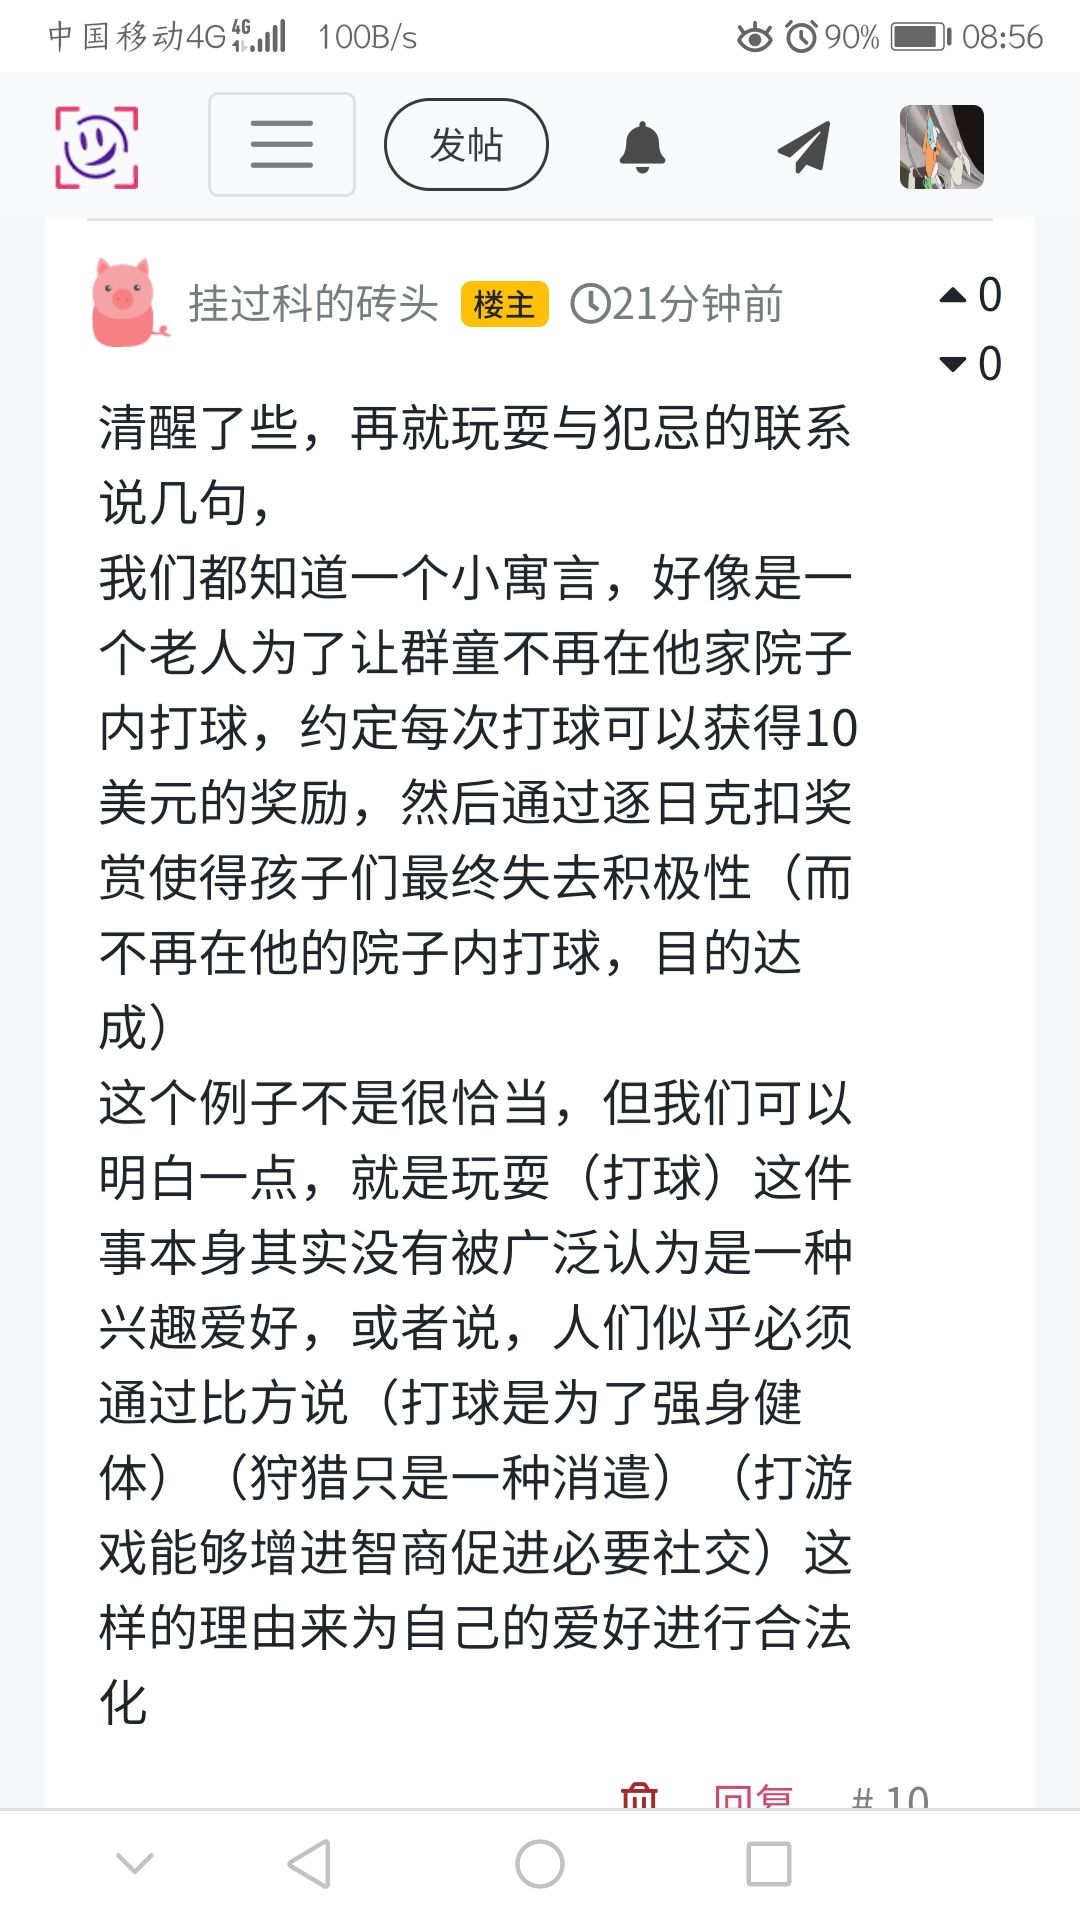 中国移动4G 4G 100B/s 90% 08:56
发帖
挂过科的砖头 楼主 21分钟前 0
0
清醒了些，再就玩耍与犯忌的联系
说几句，
我们都知道一个小寓言，好像是一
个老人为了让群童不再在他家院子
内打球，约定每次打球可以获得10
美元的奖励，然后通过逐日克扣奖
赏使得孩子们最终失去积极性（而
不再在他的院子内打球，目的达
成）
这个例子不是很恰当，但我们可以
明白一点，就是玩耍（打球）这件
事本身其实没有被广泛认为是一种
兴趣爱好，或者说，人们似乎必须
通过比方说（打球是为了强身健
体）（狩猎只是一种消遣）（打游
戏能够增进智商促进必要社交）这
样的理由来为自己的爱好进行合法
化
回复 # 10